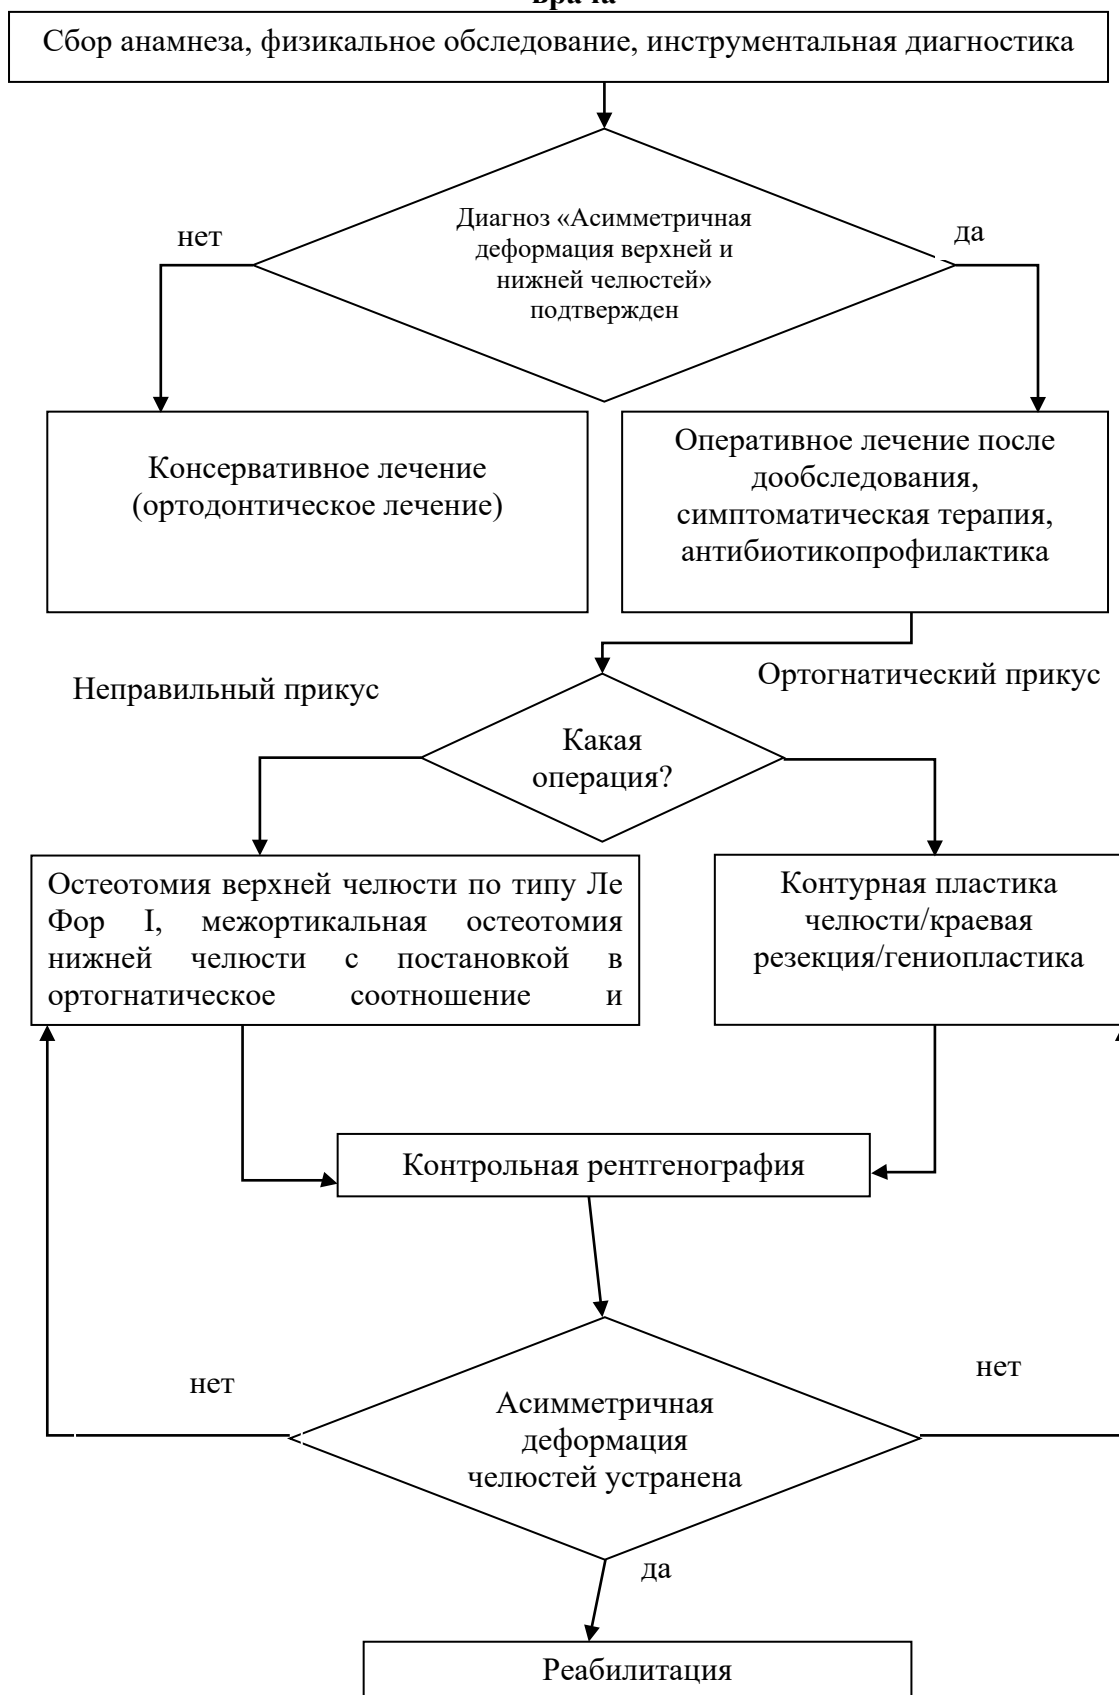 врача
Сбор анамнеза, физикальное обследование, инструментальная диагностика
Диагноз «Асимметричная
деформация верхней и
нижней челюстей»
подтвержден
нет
да
Консервативное лечение
(ортодонтическое лечение)
Оперативное лечение после
дообследования,
симптоматическая терапия,
антибиотикопрофилактика
Неправильный прикус
Ортогнатический прикус
Какая
операция?
Остеотомия верхней челюсти по типу Ле
Фор I, межортикальная остеотомия
нижней челюсти с постановкой в
ортогнатическое соотношение и
Контурная пластика
челюсти/краевая
резекция/гениопластика
Контрольная рентгенография
нет
нет
Асимметричная
деформация
челюстей устранена
да
Реабилитация